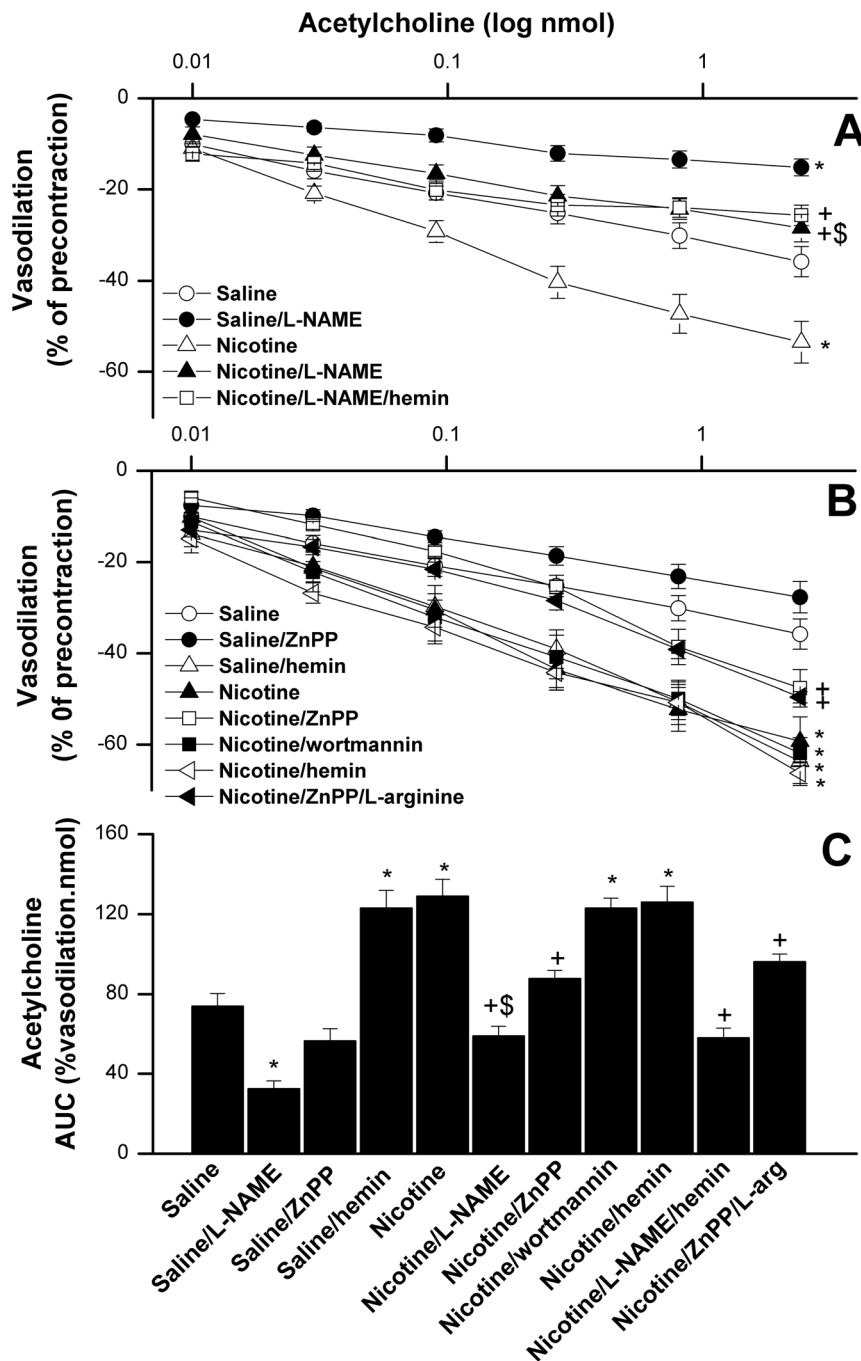 Acetylcholine (log nmol)
0.01 0.1 1
0
-20
-40
-60
Vasodilation
(% of precontraction)
A
*
+
+$
*
Saline
Saline/L-NAME
Nicotine
Nicotine/L-NAME
Nicotine/L-NAME/hemin
0.01 0.1 1
0
-20
-40
-60
Vasodilation
(% 0f precontraction)
B
+
+
*
*
*
*
Saline
Saline/ZnPP
Saline/hemin
Nicotine
Nicotine/ZnPP
Nicotine/wortmannin
Nicotine/hemin
Nicotine/ZnPP/L-arginine
160
120
80
40
0
Acetylcholine
AUC (%vasodilation.nmol)
C
*
*
*
+$
+
*
*
+
+
Saline
Saline/L-NAME
Saline/ZnPP
Saline/hemin
Nicotine
Nicotine/L-NAME
Nicotine/ZnPP
Nicotine/wortmannin
Nicotine/hemin
Nicotine/L-NAME/hemin
Nicotine/ZnPP/L-arg